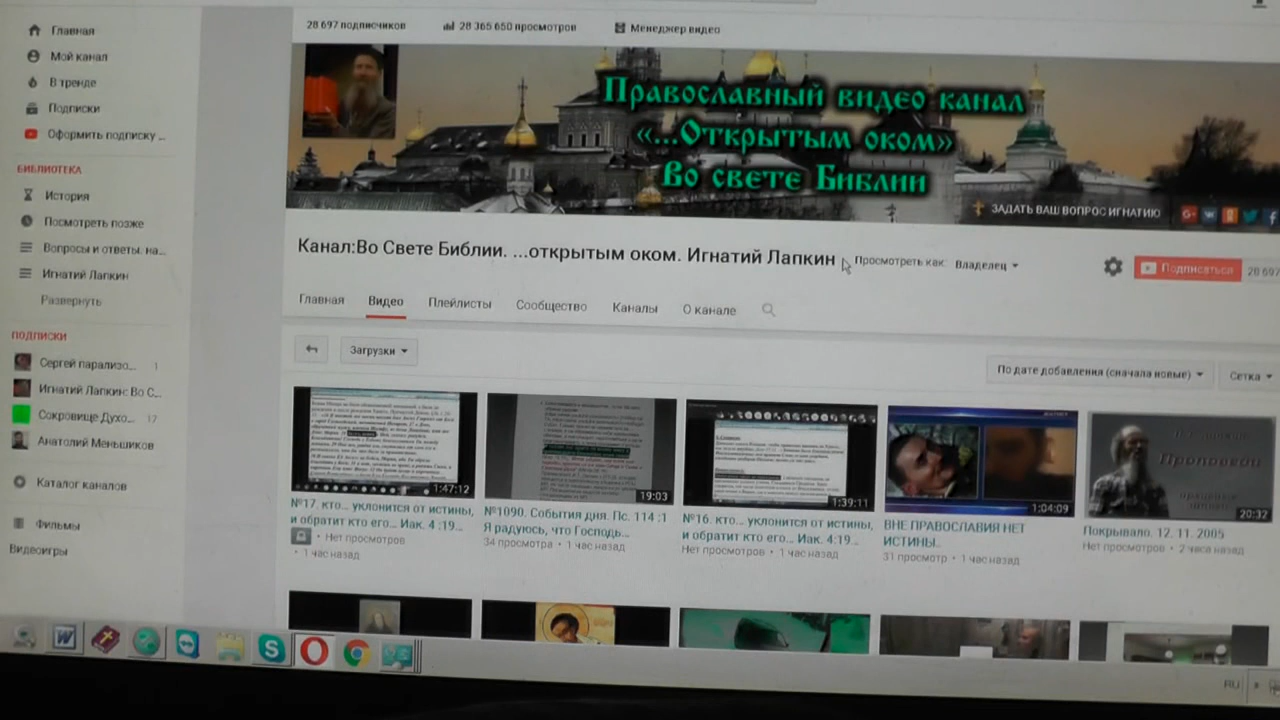 28 697 подписчиков
28 365 650 просмотров
Менеджер видео
Главная
Мой канал
В тренде
Подписки
Оформить подписку ...
БИБЛИОТЕКА
История
Посмотреть позже
Вопросы и ответы. на...
Игнатий Лапкин
Развернуть
ПОДПИСКИ
Сергей парализо... 1
Игнатий Лапкин: Во С...
Сокровище Духо... 17
Анатолий Меньшиков
Каталог каналов
Фильмы
Видеоигры
Православный видео канал
«...Открытым оком»
Во свете Библии
ЗАДАТЬ ВАШ ВОПРОС ИГНАТИЮ
Канал:Во Свете Библии. ...открытым оком. Игнатий Лапкин
Просмотреть как: Владелец
Подписаться 28 697
Главная Видео Плейлисты Сообщество Каналы О канале
Загрузки
По дате добавления (сначала новые)
Сетка
1:47:12
№17. кто... уклонится от истины,
и обратит кто его... Иак. 4 :19...
Нет просмотров
• 1 час назад
19:03
№1090. События дня. Пс. 114 :1
Я радуюсь, что Господь...
34 просмотра • 1 час назад
1:39:11
№16. кто... уклонится от истины,
и обратит кто его... Иак. 4:19...
Нет просмотров • 1 час назад
1:04:09
ВНЕ ПРАВОСЛАВИЯ НЕТ
ИСТИНЫ..
31 просмотр • 1 час назад
Проповеди
20:32
Покрывало. 12. 11. 2005
Нет просмотров • 2 часа назад
RU